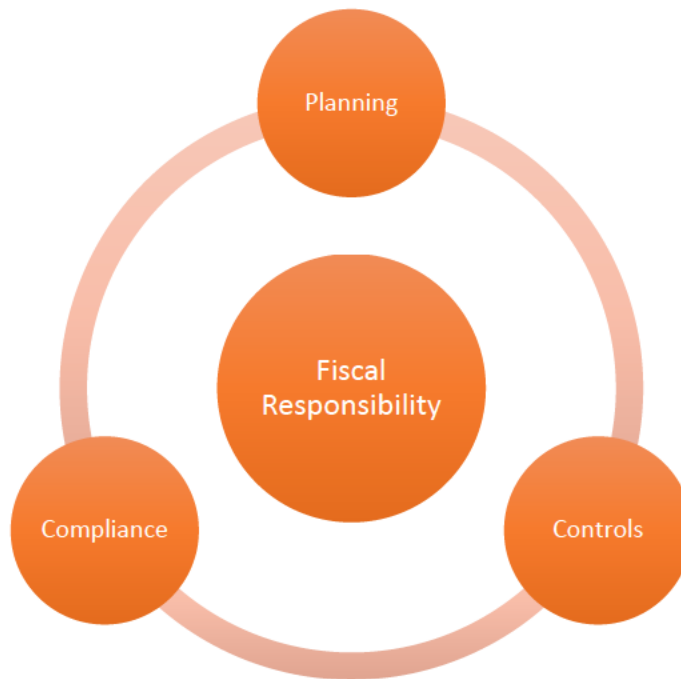 Planning
Fiscal
Responsibility
Compliance
Controls